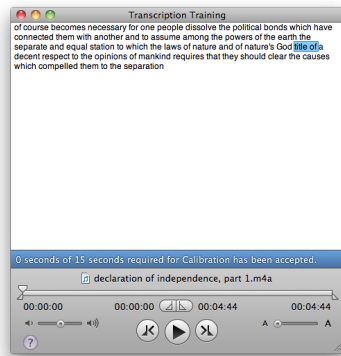 Transcription Training
of course becomes necessary for one people dissolve the political bonds which have
connected them with another and to assume among the powers of the earth the
separate and equal station to which the laws of nature and of nature's God title of a
decent respect to the opinions of mankind requires that they should clear the causes
which compelled them to the separation
0 seconds of 15 seconds required for Calibration has been accepted.
declaration of independence, part 1.m4a
00:00:00 00:00:00 00:04:44 00:04:44
A A
?